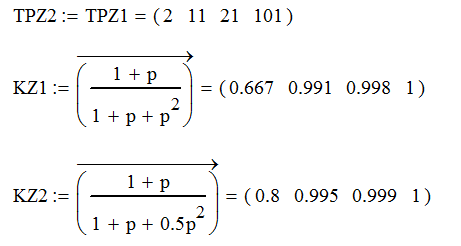 TPZ2 := TPZ1 = ( 2 11 21 101 )
KZ1 := ( (1 + p) / (1 + p + p^2) ) = ( 0.667 0.991 0.998 1 )
KZ2 := ( (1 + p) / (1 + p + 0.5p^2) ) = ( 0.8 0.995 0.999 1 )